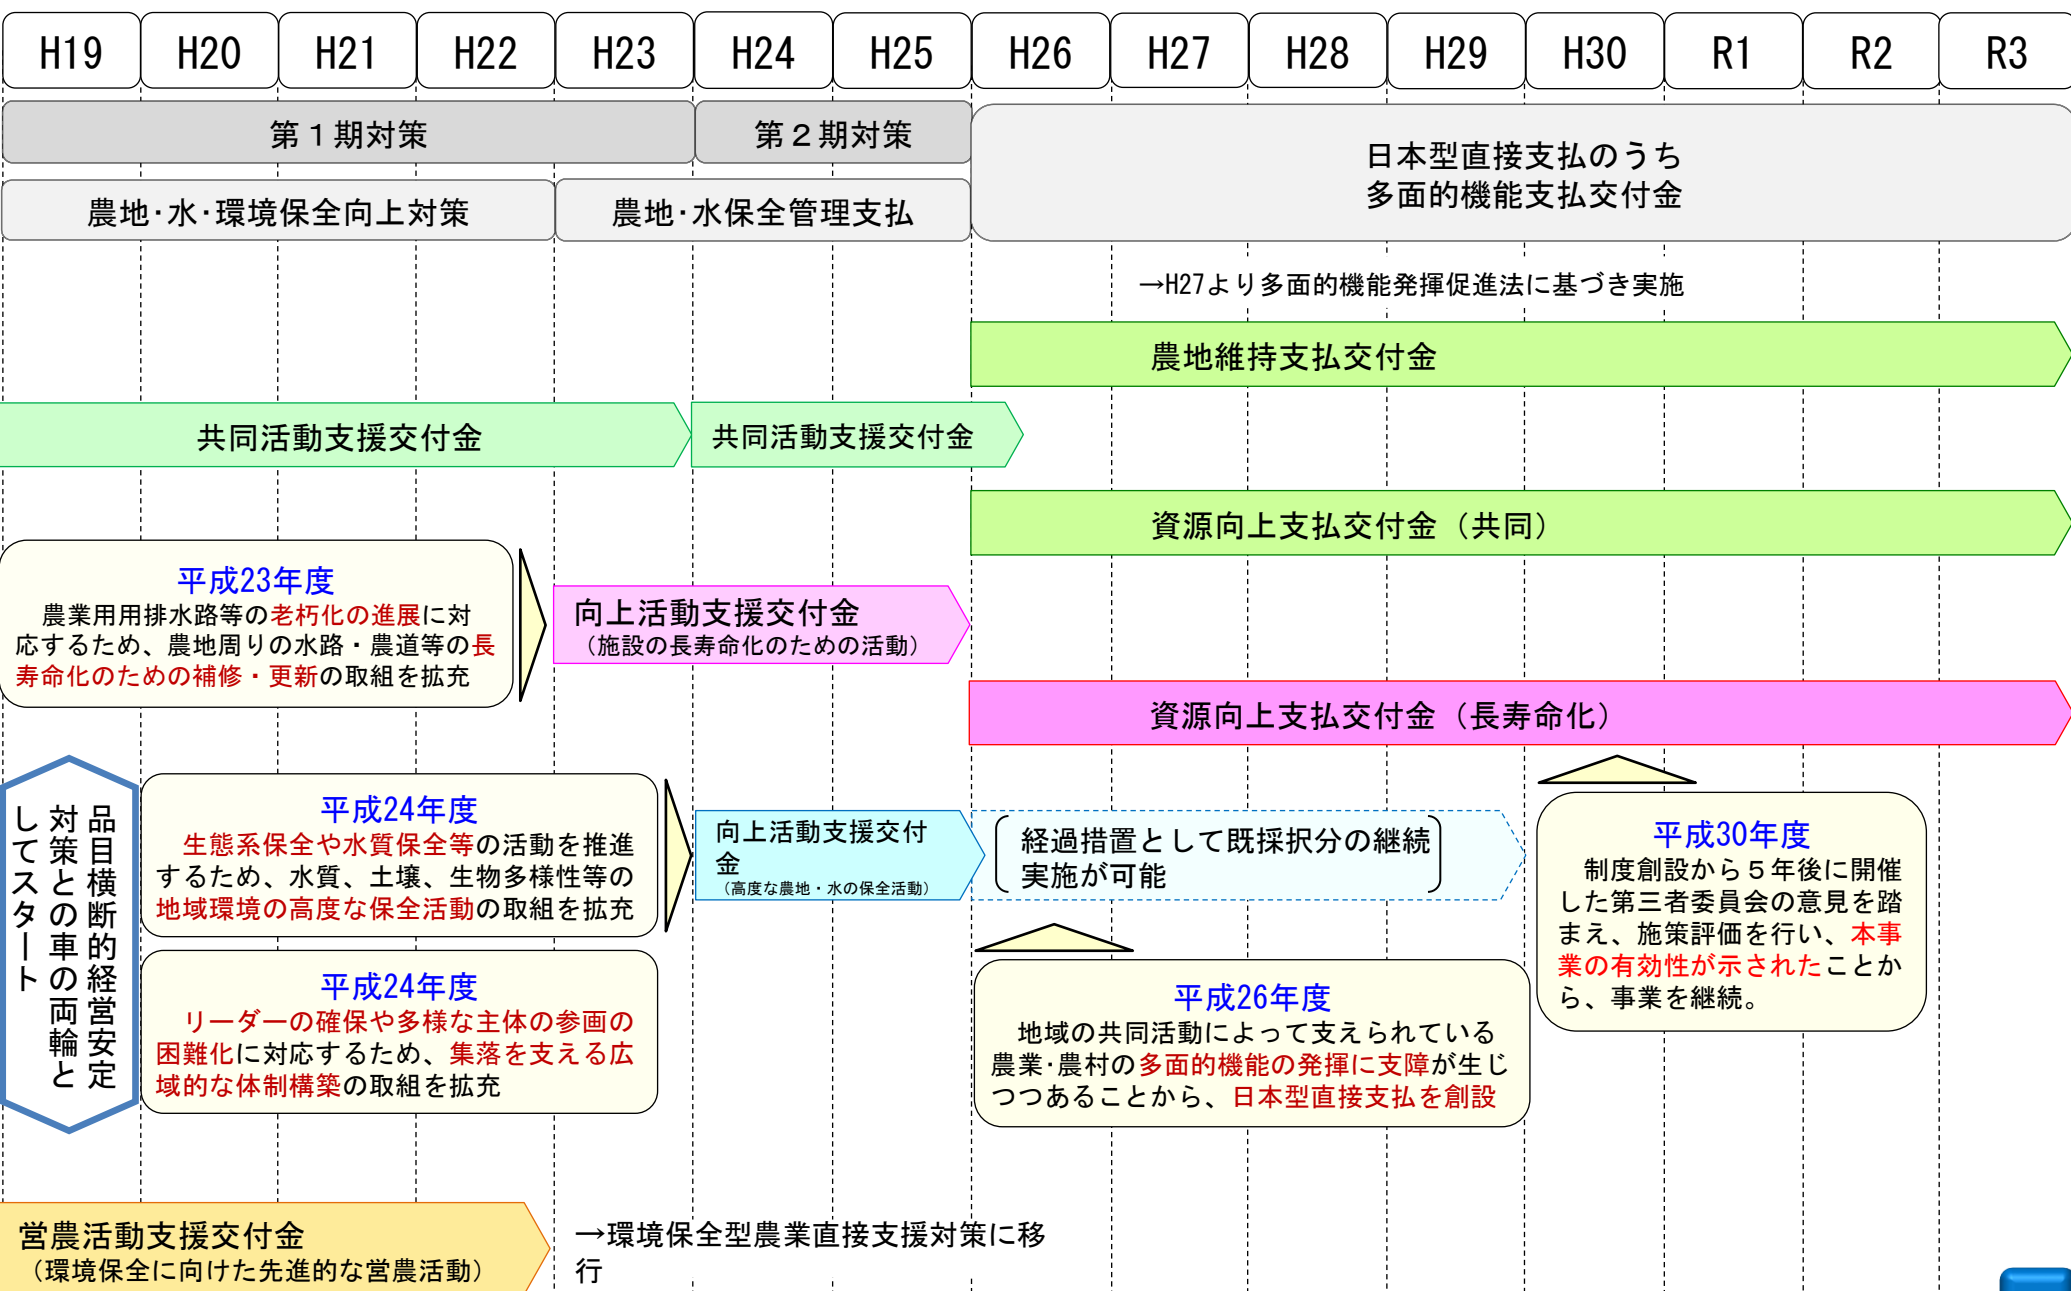 H19 H20 H21 H22 H23 H24 H25 H26 H27 H28 H29 H30 R1 R2 R3
第１期対策
第２期対策
日本型直接支払のうち
多面的機能支払交付金
農地･水･環境保全向上対策
農地･水保全管理支払
→H27より多面的機能発揮促進法に基づき実施
農地維持支払交付金
共同活動支援交付金
共同活動支援交付金
資源向上支払交付金（共同）
平成23年度
農業用用排水路等の老朽化の進展に対
応するため、農地周りの水路・農道等の長
寿命化のための補修・更新の取組を拡充
向上活動支援交付金
（施設の長寿命化のための活動）
資源向上支払交付金（長寿命化）
品目横断的経営安定
対策との車の両輪と
してスタート
平成24年度
生態系保全や水質保全等の活動を推進
するため、水質、土壌、生物多様性等の
地域環境の高度な保全活動の取組を拡充
向上活動支援交付
金
（高度な農地・水の保全活動）
経過措置として既採択分の継続
実施が可能
平成30年度
制度創設から５年後に開催
した第三者委員会の意見を踏
まえ、施策評価を行い、本事
業の有効性が示されたことか
ら、事業を継続。
平成24年度
リーダーの確保や多様な主体の参画の
困難化に対応するため、集落を支える広
域的な体制構築の取組を拡充
平成26年度
地域の共同活動によって支えられている
農業･農村の多面的機能の発揮に支障が生じ
つつあることから、日本型直接支払を創設
営農活動支援交付金
（環境保全に向けた先進的な営農活動）
→環境保全型農業直接支援対策に移
行